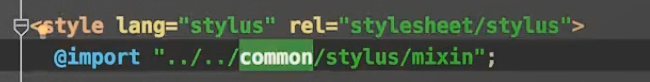 <style lang="stylus" rel="stylesheet/stylus">
@import "../../common/stylus/mixin";